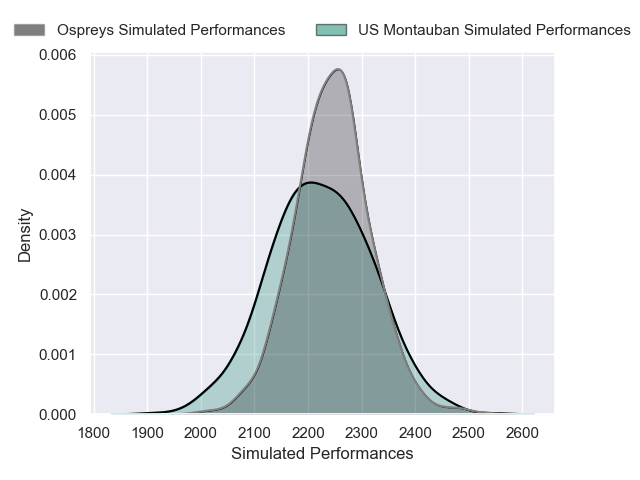 Ospreys Simulated Performances US Montauban Simulated Performances
0.006
0.005
0.004
0.003
0.002
0.001
0.000
Density
1800 1900 2000 2100 2200 2300 2400 2500 2600
Simulated Performances